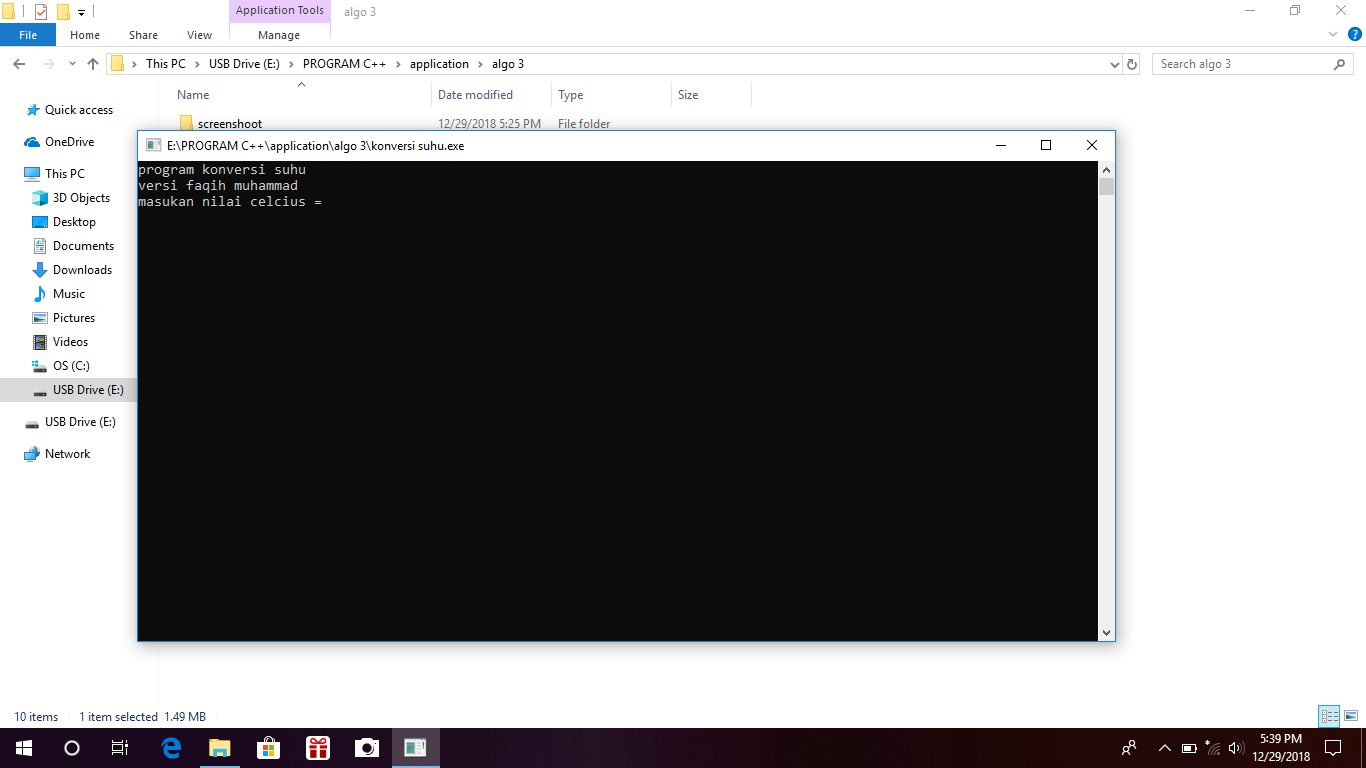 Application Tools
algo 3
File
Home
Share
View
Manage
This PC
USB Drive (E:)
PROGRAM C++
application
algo 3
Search algo 3
Name
Date modified
Type
Size
Quick access
OneDrive
This PC
3D Objects
Desktop
Documents
Downloads
Music
Pictures
Videos
OS (C:)
USB Drive (E:)
USB Drive (E:)
Network
screenshoot
12/29/2018 5:25 PM
File folder
E:\PROGRAM C++\application\algo 3\konversi suhu.exe
program konversi suhu
versi faqih muhammad
masukan nilai celcius =
10 items
1 item selected 1.49 MB
5:39 PM
12/29/2018